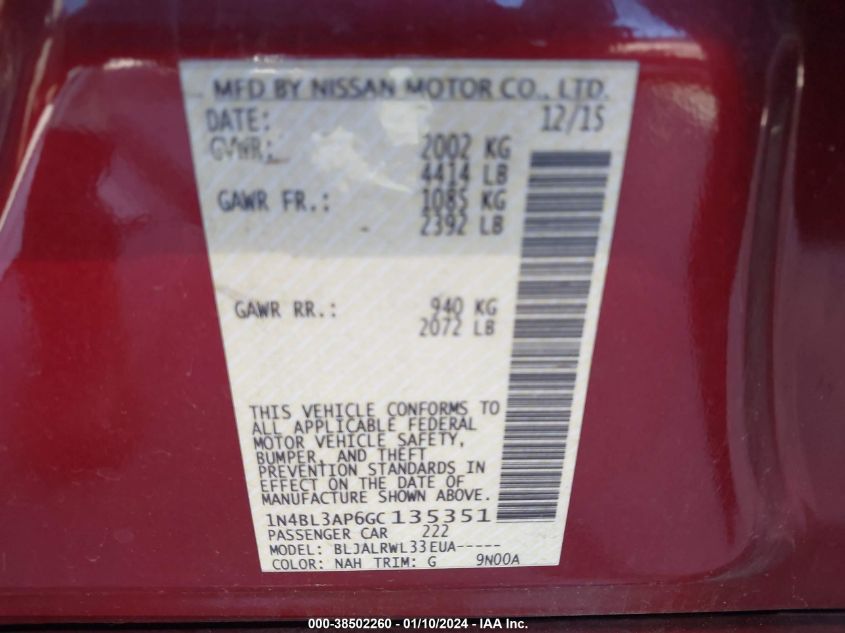 MFD BY NISSAN MOTOR CO., LTD.
DATE: 12/15
GVWR: 2002 KG
4414 LB
GAWR FR.: 1085 KG
2392 LB
GAWR RR.: 940 KG
2072 LB
THIS VEHICLE CONFORMS TO
ALL APPLICABLE FEDERAL
MOTOR VEHICLE SAFETY,
BUMPER, AND THEFT
PREVENTION STANDARDS IN
EFFECT ON THE DATE OF
MANUFACTURE SHOWN ABOVE.
1N4BL3AP6GC135351
PASSENGER CAR 222
MODEL: BLJALRWL33EUA-----
COLOR: NAH TRIM: G 9N00A
000-38502260 - 01/10/2024 - IAA Inc.